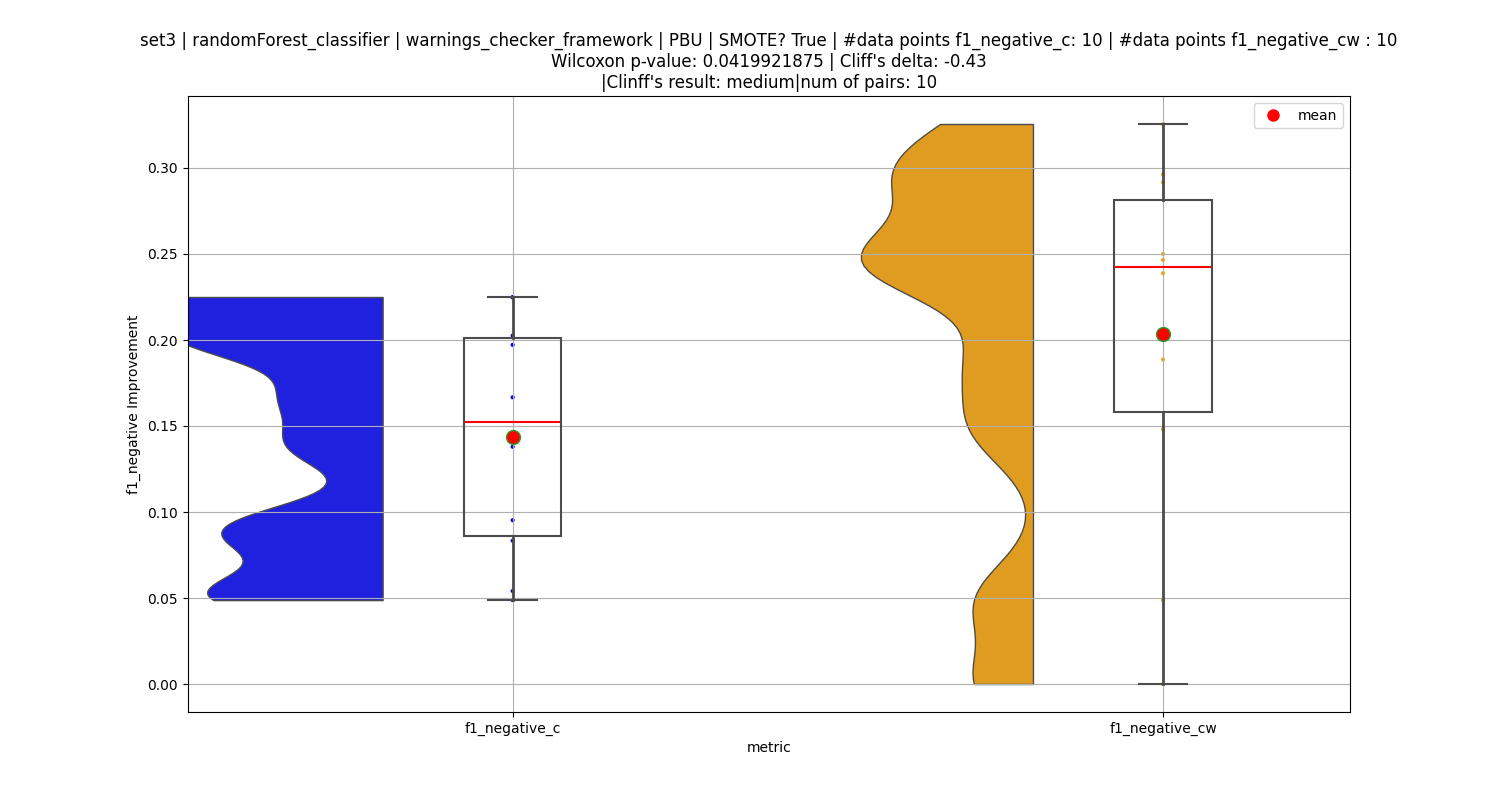 set3 | randomForest_classifier | warnings_checker_framework | PBU | SMOTE? True | #data points f1_negative_c: 10 | #data points f1_negative_cw : 10
Wilcoxon p-value: 0.0419921875 | Cliff's delta: -0.43
|Clinff's result: medium|num of pairs: 10
mean
0.30
0.25
0.20
0.15
0.10
0.05
0.00
f1_negative Improvement
f1_negative_c
f1_negative_cw
metric